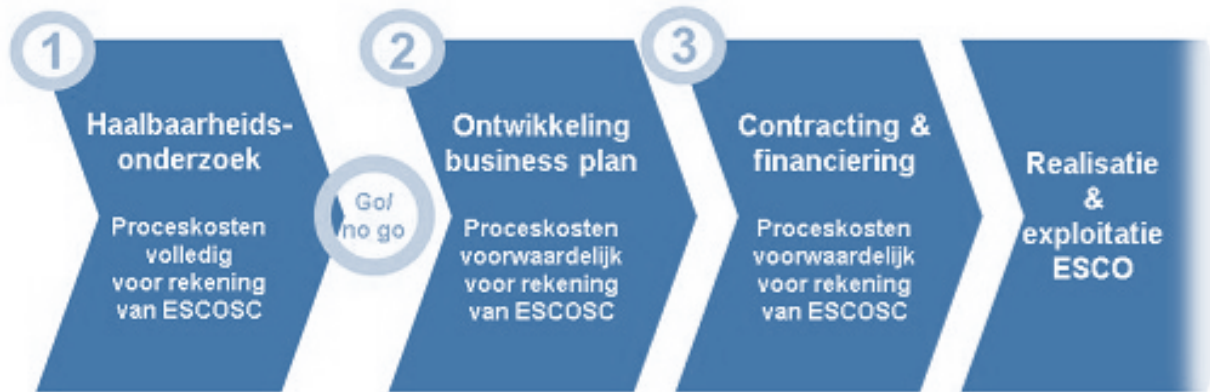 1
Haalbaarheids-
onderzoek
Proceskosten
volledig
voor rekening
van ESCOSC
Go/
no go
2
Ontwikkeling
business plan
Proceskosten
voorwaardelijk
voor rekening
van ESCOSC
3
Contracting &
financiering
Proceskosten
voorwaardelijk
voor rekening
van ESCOSC
Realisatie
&
exploitatie
ESCO